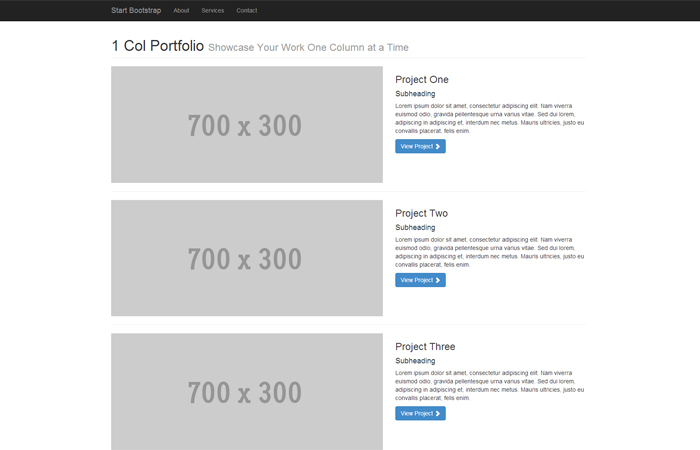 Start Bootstrap About Services Contact
1 Col Portfolio Showcase Your Work One Column at a Time
700 x 300
Project One
Subheading
Lorem ipsum dolor sit amet, consectetur adipiscing elit. Nam viverra
euismod odio, gravida pellentesque urna varius vitae. Sed dui lorem,
adipiscing in adipiscing et, interdum nec metus. Mauris ultricies, justo eu
convallis placerat, felis enim.
View Project
700 x 300
Project Two
Subheading
Lorem ipsum dolor sit amet, consectetur adipiscing elit. Nam viverra
euismod odio, gravida pellentesque urna varius vitae. Sed dui lorem,
adipiscing in adipiscing et, interdum nec metus. Mauris ultricies, justo eu
convallis placerat, felis enim.
View Project
700 x 300
Project Three
Subheading
Lorem ipsum dolor sit amet, consectetur adipiscing elit. Nam viverra
euismod odio, gravida pellentesque urna varius vitae. Sed dui lorem,
adipiscing in adipiscing et, interdum nec metus. Mauris ultricies, justo eu
convallis placerat, felis enim.
View Project